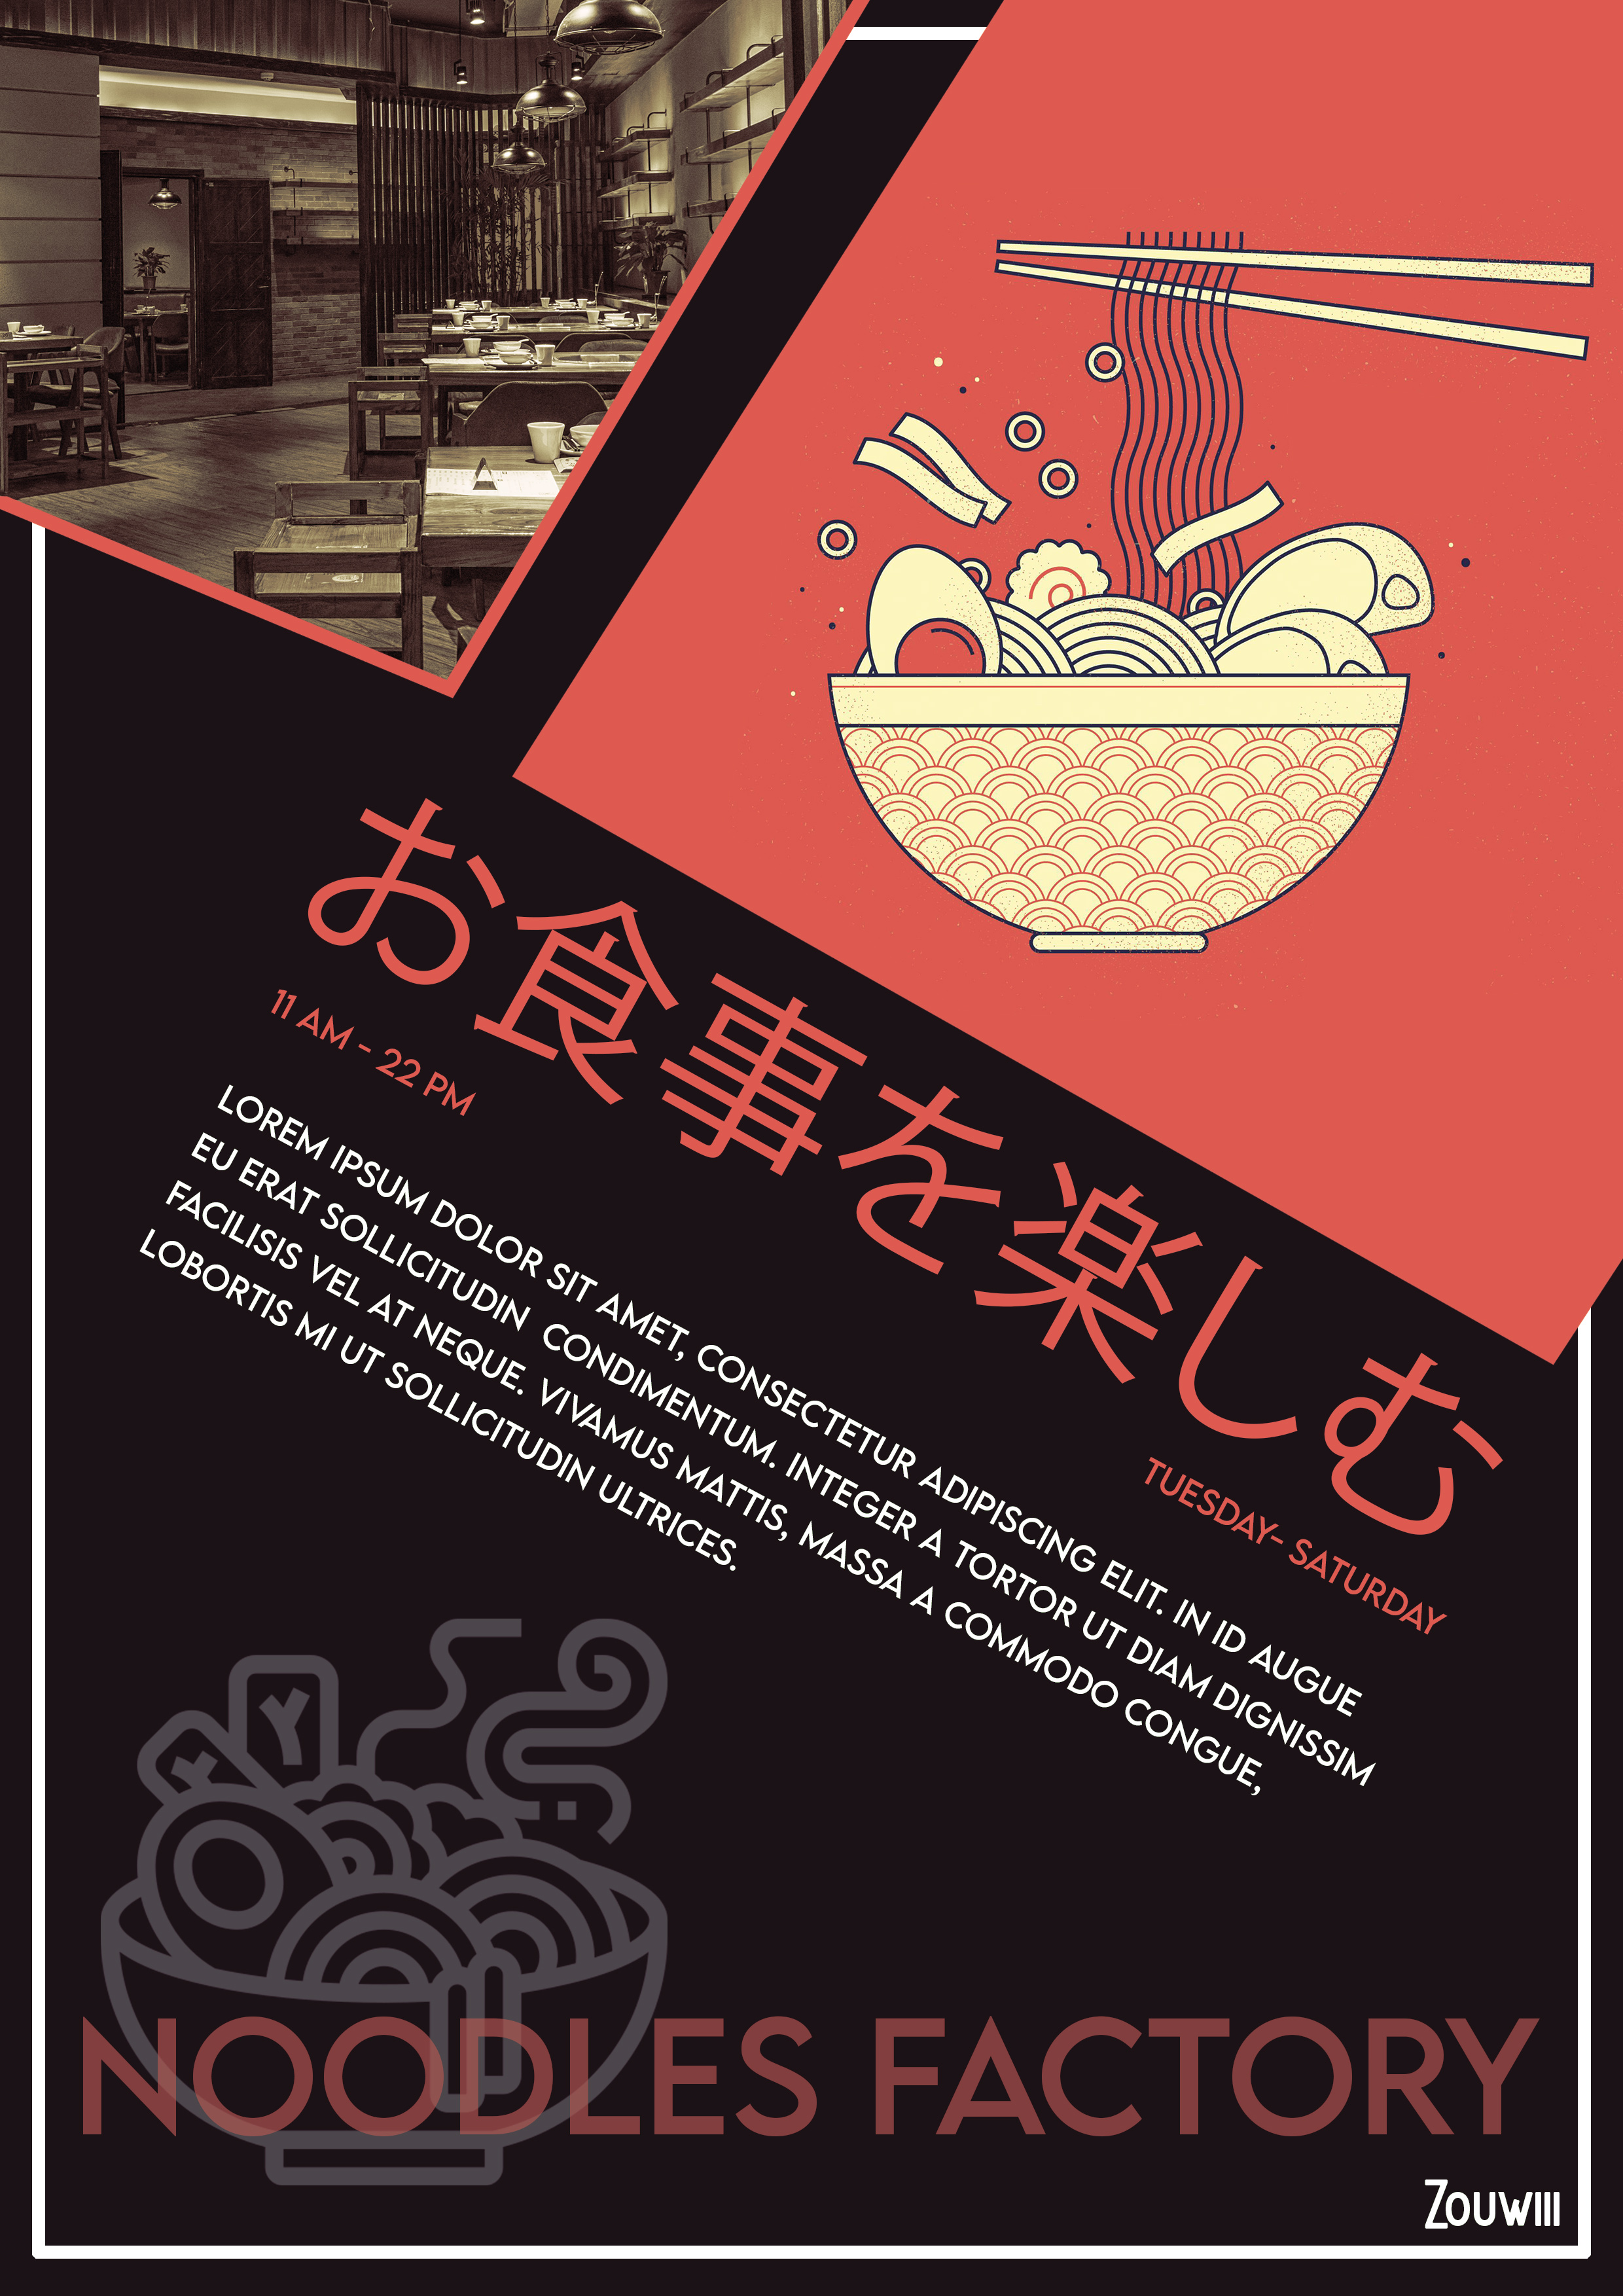 お食事を楽しむ
11 AM - 22 PM
TUESDAY- SATURDAY
LOREM IPSUM DOLOR SIT AMET, CONSECTETUR ADIPISCING ELIT. IN ID AUGUE
EU ERAT SOLLICITUDIN CONDIMENTUM. INTEGER A TORTOR UT DIAM DIGNISSIM
FACILISIS VEL AT NEQUE. VIVAMUS MATTIS, MASSA A COMMODO CONGUE,
LOBORTIS MI UT SOLLICITUDIN ULTRICES.
NOODLES FACTORY
ZOUWIII